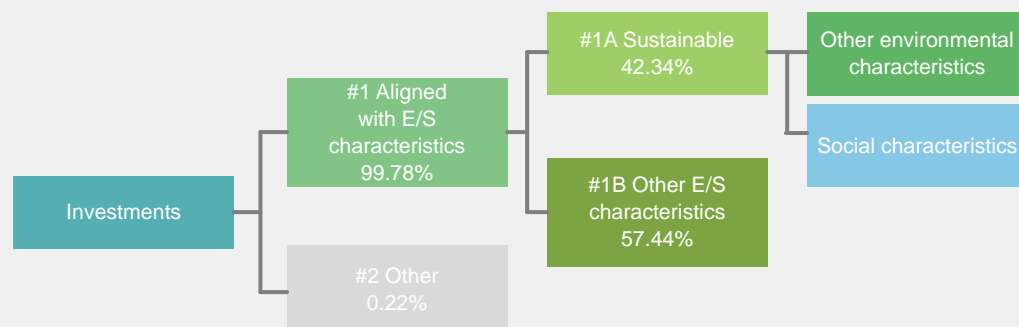 Investments
#1 Aligned
with E/S
characteristics
99.78%
#2 Other
0.22%
#1A Sustainable
42.34%
#1B Other E/S
characteristics
57.44%
Other environmental
characteristics
Social characteristics